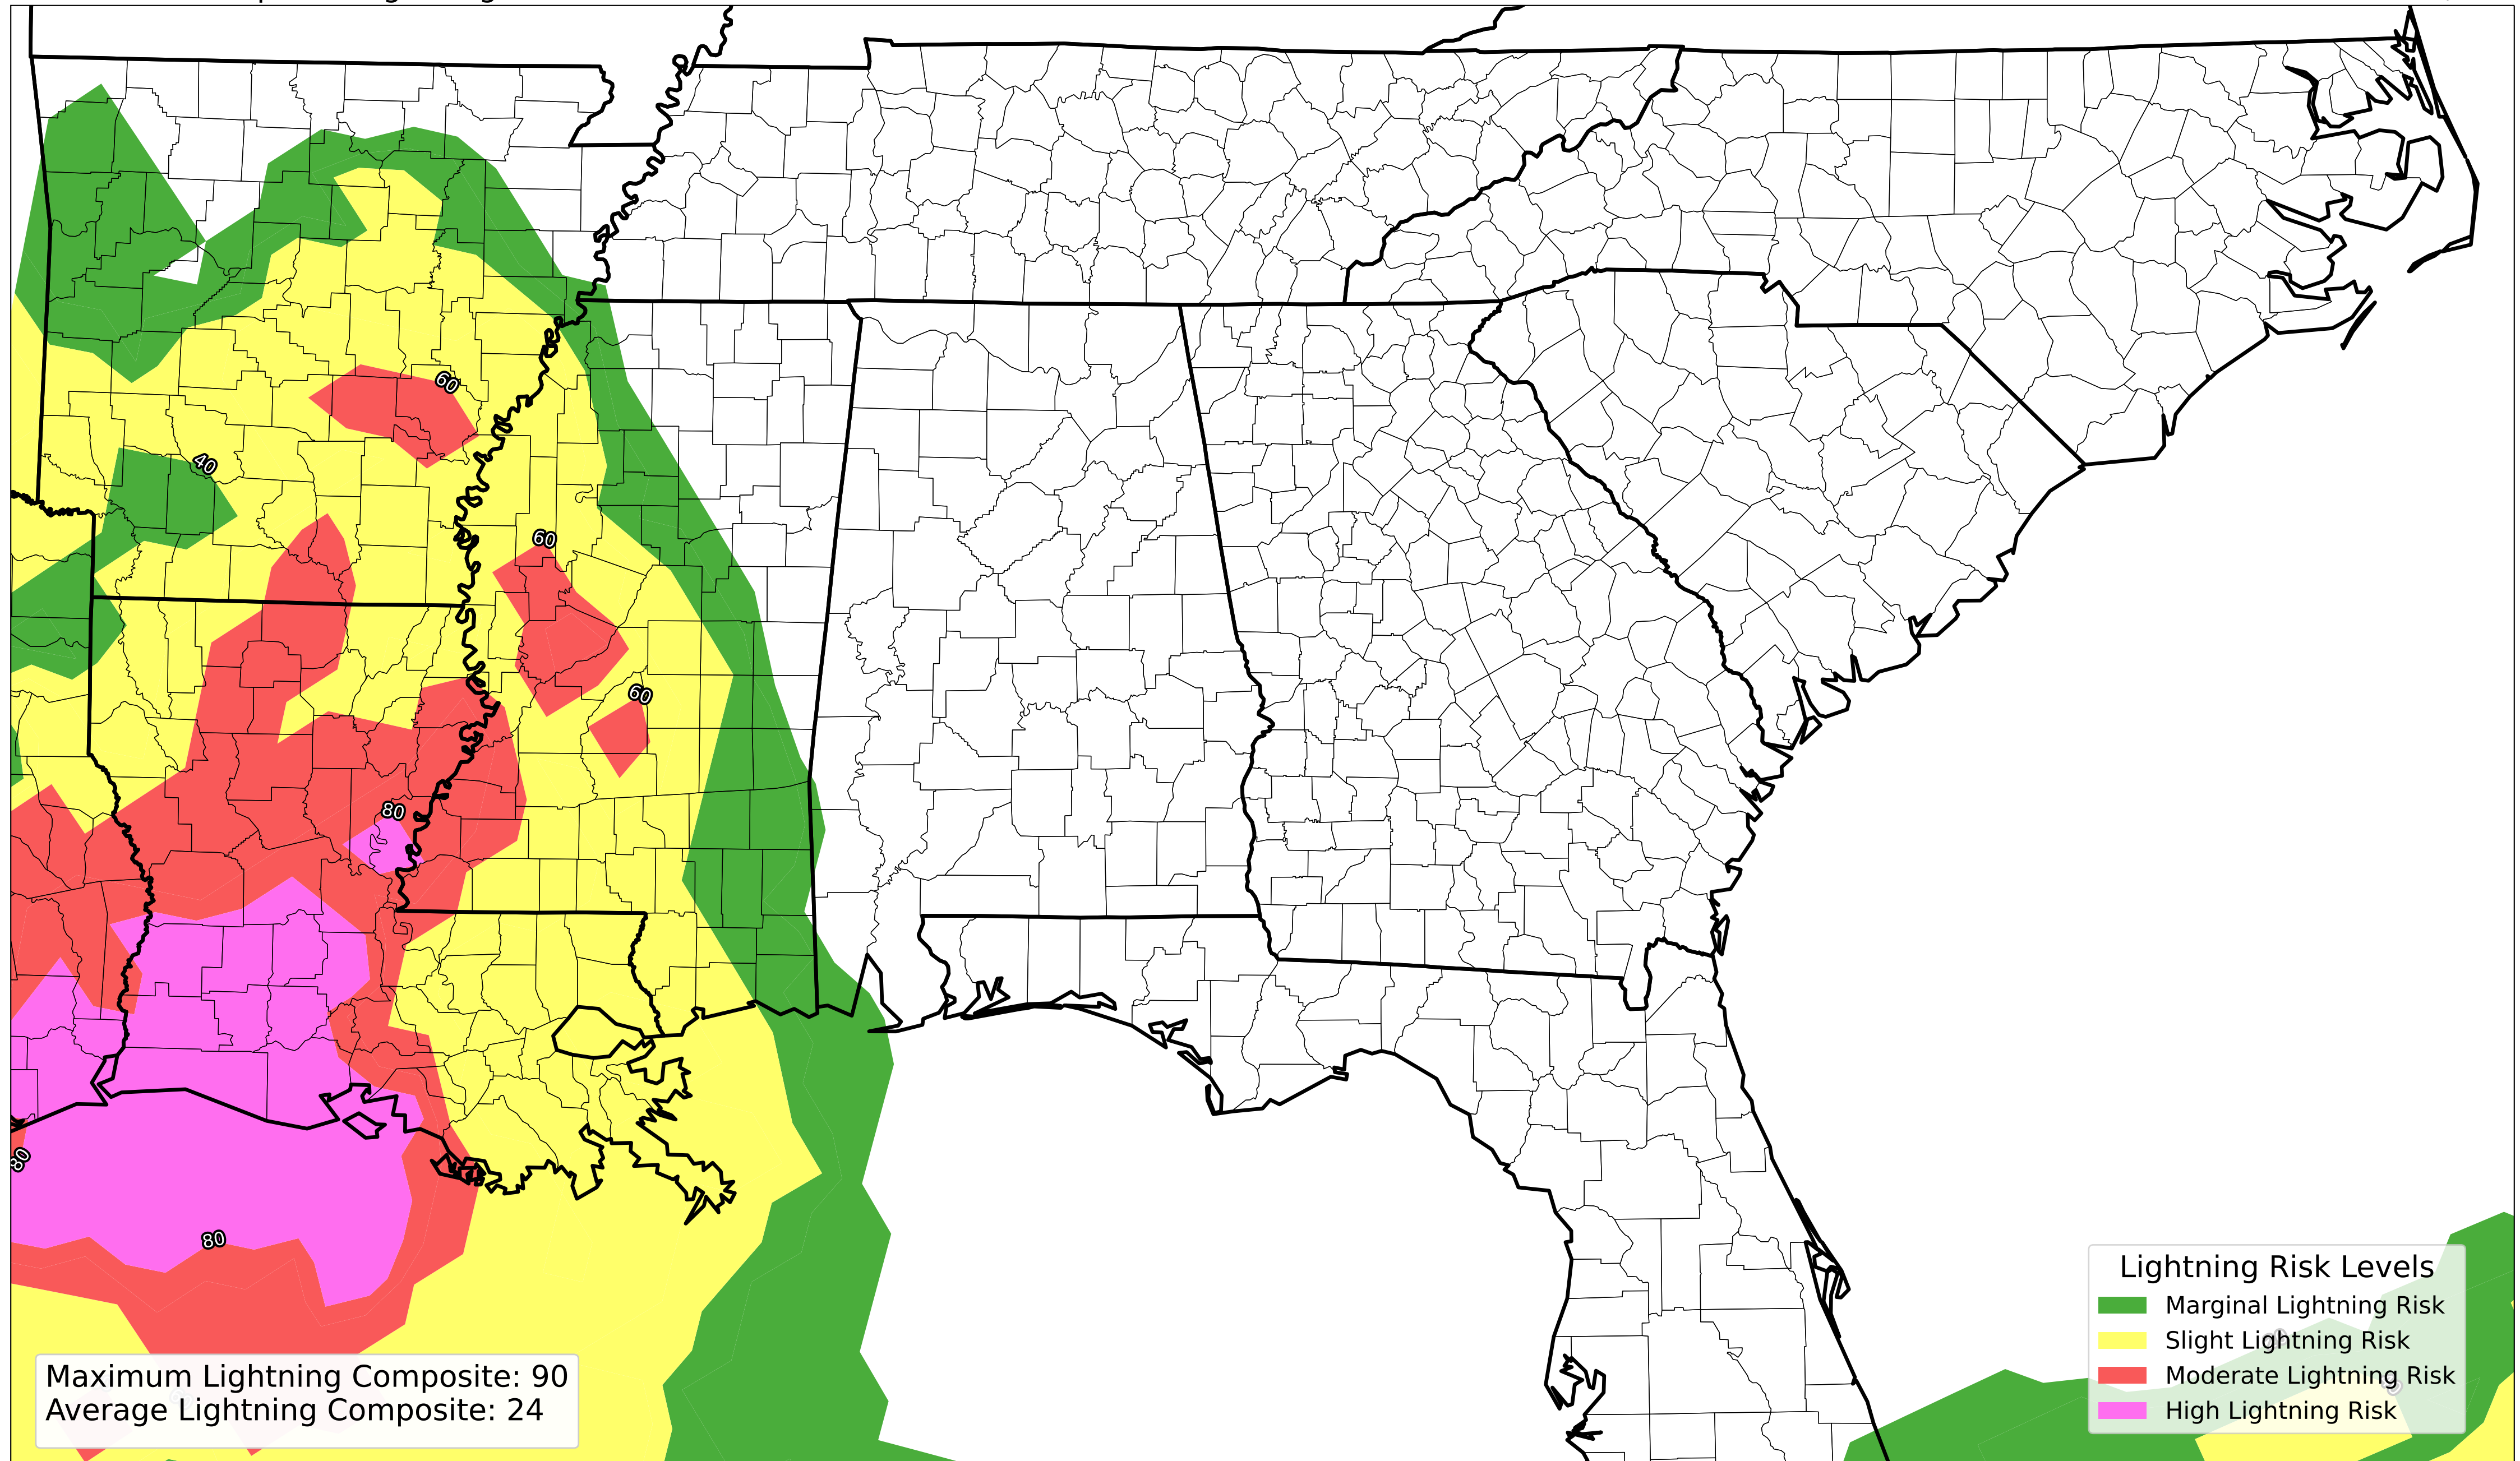 60
40
60
60
80
80
80
Lightning Risk Levels
Marginal Lightning Risk
Slight Lightning Risk
Moderate Lightning Risk
High Lightning Risk
Maximum Lightning Composite: 90
Average Lightning Composite: 24